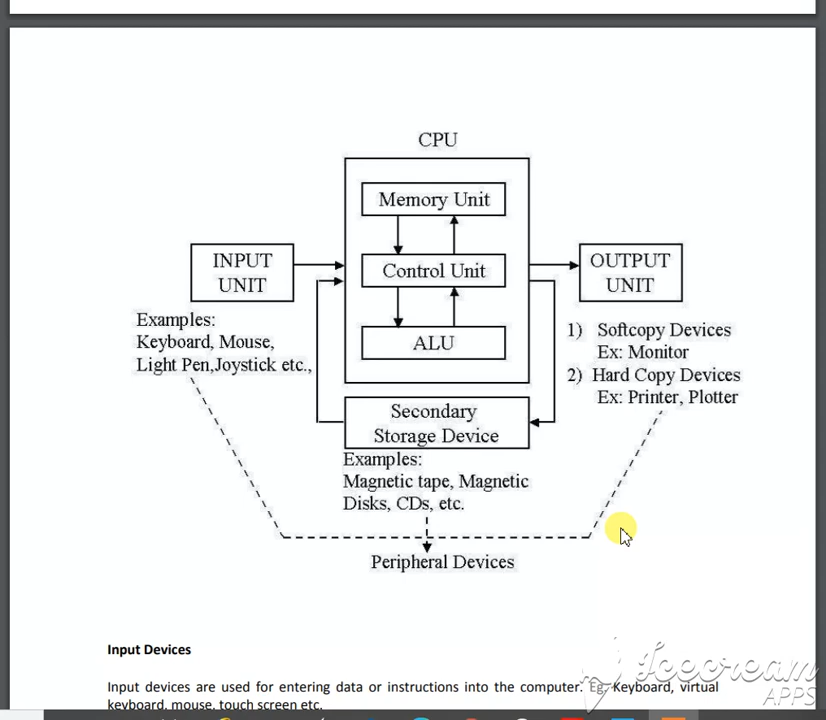 CPU
Memory Unit
Control Unit
ALU
INPUT
UNIT
Examples:
Keyboard, Mouse,
Light Pen,Joystick etc.,
OUTPUT
UNIT
1) Softcopy Devices
Ex: Monitor
2) Hard Copy Devices
Ex: Printer, Plotter
Secondary
Storage Device
Examples:
Magnetic tape, Magnetic
Disks, CDs, etc.
Peripheral Devices
Input Devices
Input devices are used for entering data or instructions into the computer. Eg. Keyboard, virtual
keyboard, mouse, touch screen etc.
Icecream
APPS